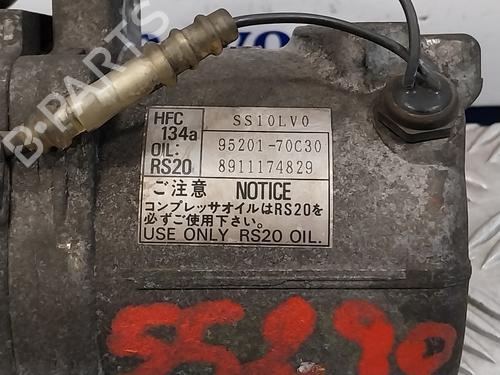 B-PARTS
HFC 134a
OIL: RS20
SS10LV0
95201-70C30
8911174829
ご注意 NOTICE
コンプレッサオイルはRS20を
必ずご使用下さい。
USE ONLY RS20 OIL.